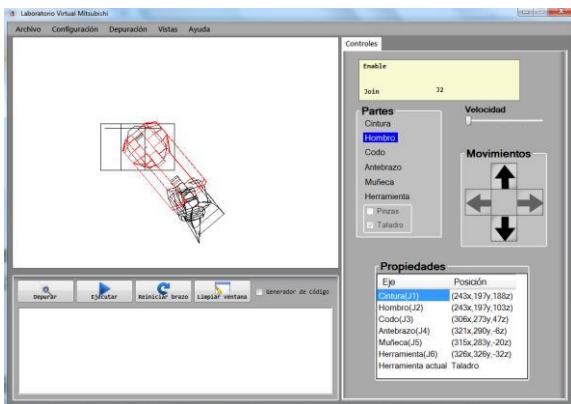 Laboratorio Virtual Mitsubishi
Archivo Configuración Depuración Vistas Ayuda
Controles
Enable
Join J2
Partes
Cintura
Hombro
Codo
Antebrazo
Muñeca
Herramienta
Pinzas
Taladro
Velocidad
Movimientos
Depurar Ejecutar Reiniciar brazo Limpiar ventana Generador de Código
Propiedades
Eje Posición
Cintura(J1) (243x,197y,188z)
Hombro(J2) (243x,197y,103z)
Codo(J3) (306x,273y,47z)
Antebrazo(J4) (321x,290y,-6z)
Muñeca(J5) (315x,283y,-20z)
Herramienta(J6) (326x,326y,-32z)
Herramienta actual Taladro